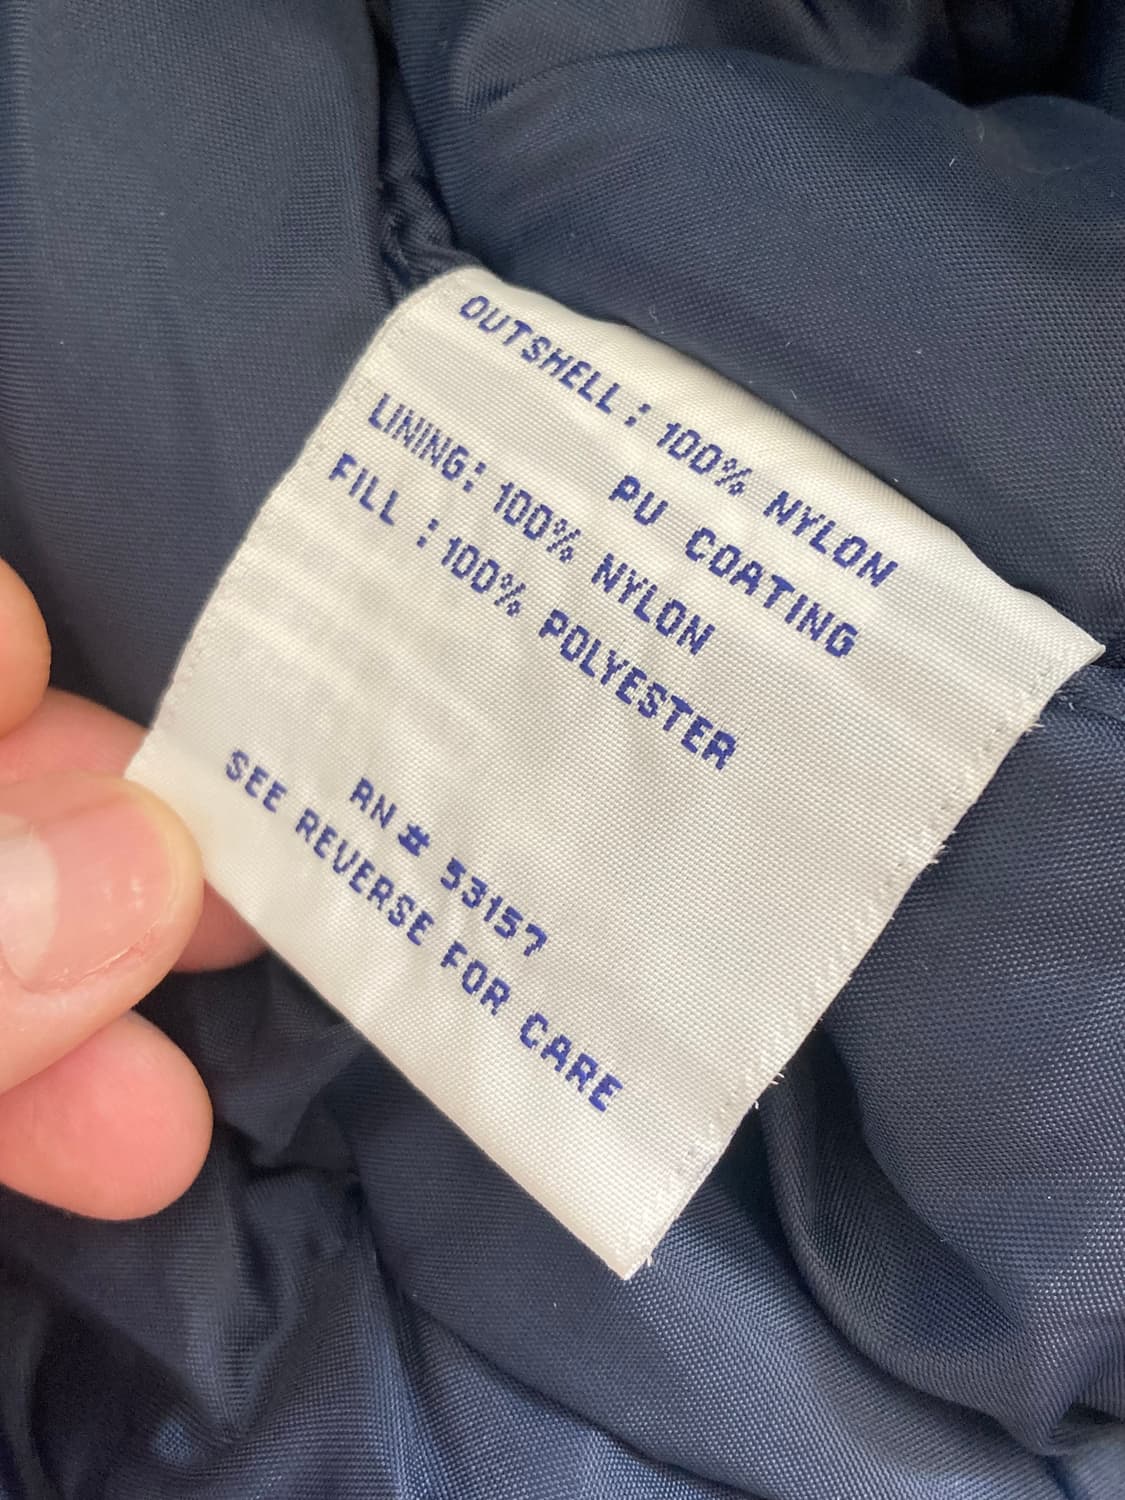 OUTSHELL: 100% NYLON
PU COATING
LINING: 100% NYLON
FILL : 100% POLYESTER
RN # 53157
SEE REVERSE FOR CARE